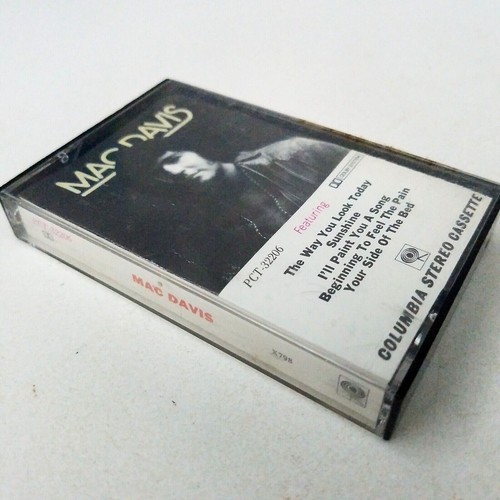 MAC DAVIS
PCT-32206
Featuring
The Way You Look Today
Sunshine
I'll Paint You A Song
Beginning To Feel The Pain
Your Side Of The Bed
COLUMBIA STEREO CASSETTE
MAC DAVIS
X798